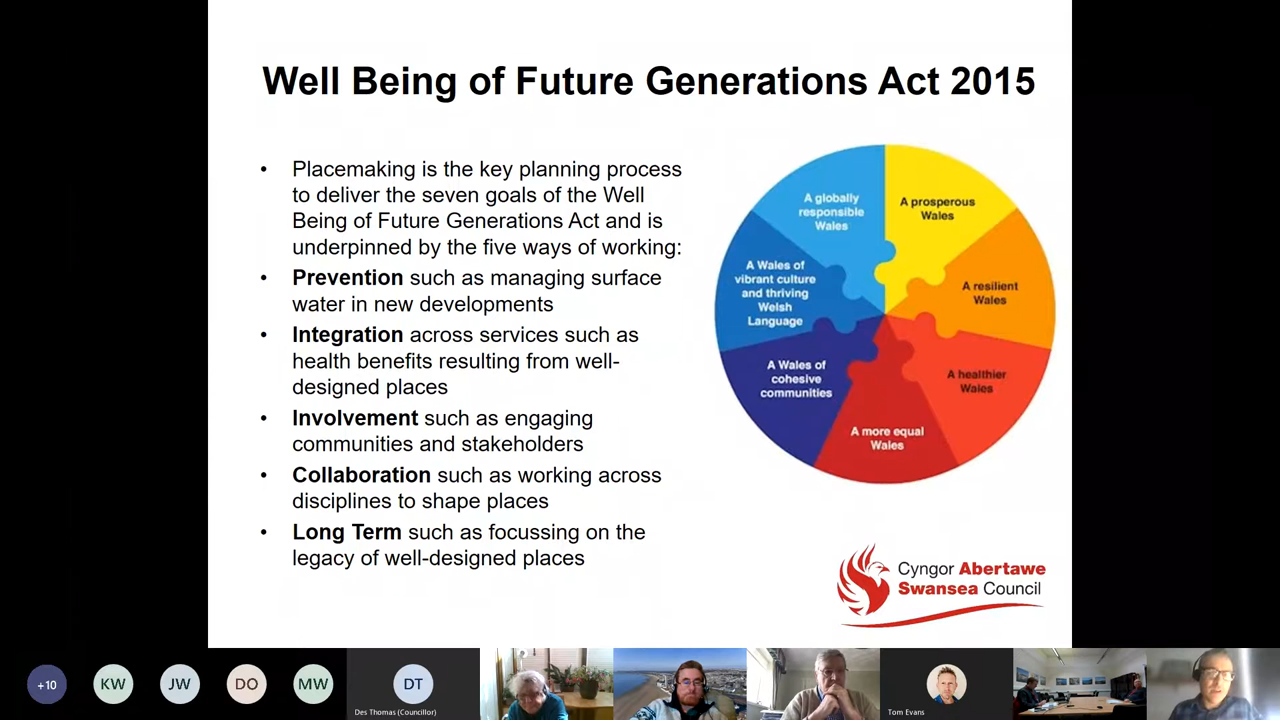 Well Being of Future Generations Act 2015
• Placemaking is the key planning process
to deliver the seven goals of the Well
Being of Future Generations Act and is
underpinned by the five ways of working:
• Prevention such as managing surface
water in new developments
• Integration across services such as
health benefits resulting from well-
designed places
• Involvement such as engaging
communities and stakeholders
• Collaboration such as working across
disciplines to shape places
• Long Term such as focussing on the
legacy of well-designed places
A globally
responsible
Wales
A prosperous
Wales
A resilient
Wales
A healthier
Wales
A more equal
Wales
A Wales of
cohesive
communities
A Wales of
vibrant culture
and thriving
Welsh
Language
Cyngor Abertawe
Swansea Council
+10
KW
JW
DO
MW
DT
Des Thomas (Councillor)
Tom Evans